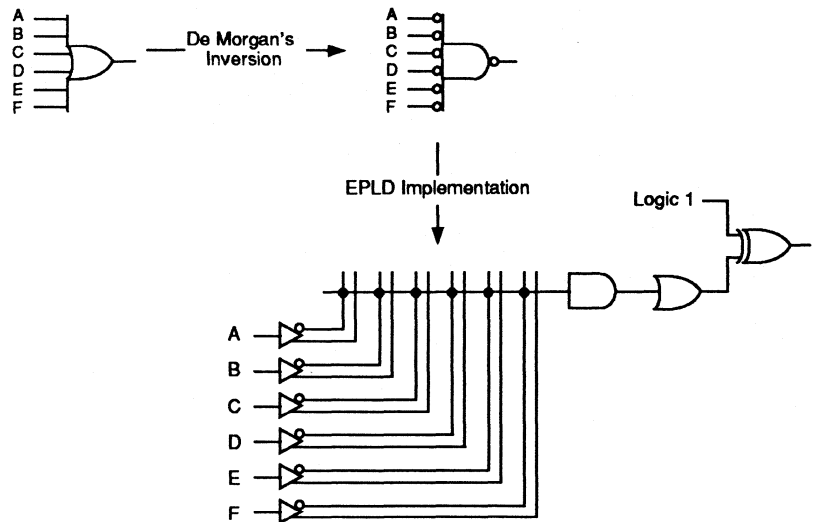 A
B
C
D
E
F
De Morgan's
Inversion
A
B
C
D
E
F
EPLD Implementation
Logic 1
A
B
C
D
E
F